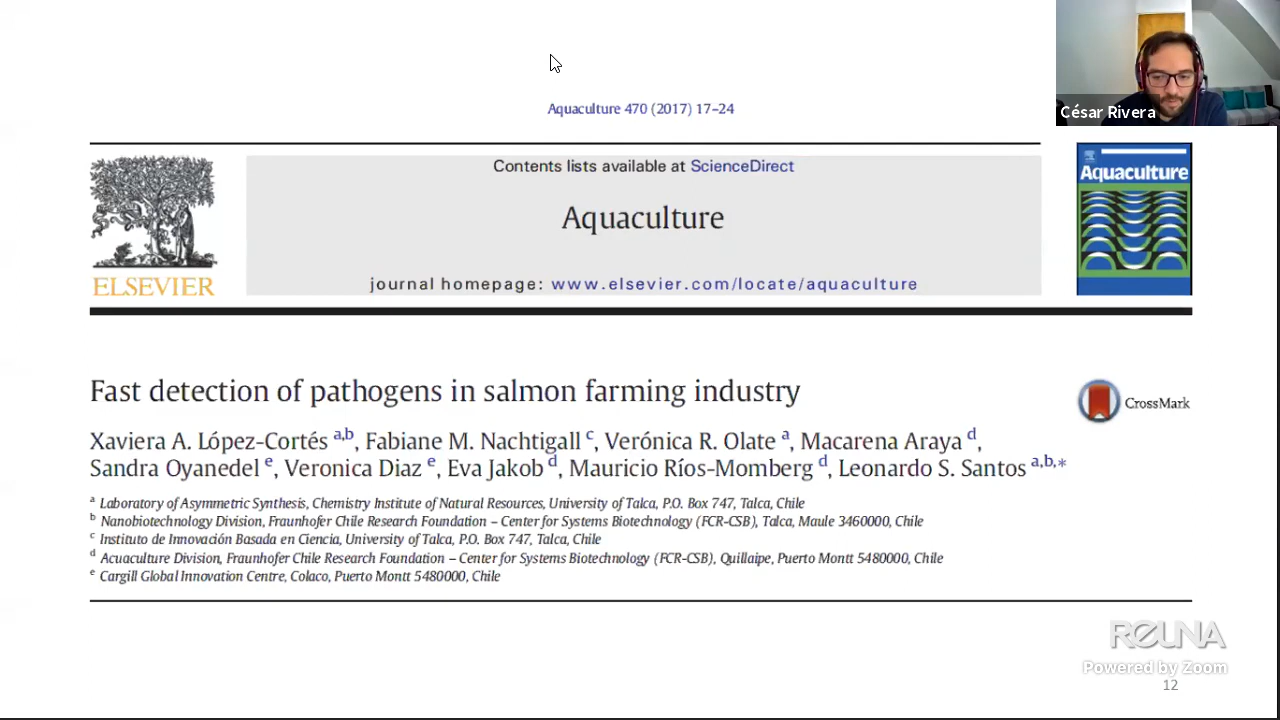 César Rivera
Aquaculture 470 (2017) 17–24
Contents lists available at ScienceDirect
Aquaculture
journal homepage: www.elsevier.com/locate/aquaculture
ELSEVIER
Aquaculture
Fast detection of pathogens in salmon farming industry
CrossMark
Xaviera A. López-Cortés a,b, Fabiane M. Nachtigall c, Verónica R. Olate a, Macarena Araya d,
Sandra Oyanedel e, Veronica Diaz e, Eva Jakob d, Mauricio Ríos-Momberg d, Leonardo S. Santos a,b,*
a Laboratory of Asymmetric Synthesis, Chemistry Institute of Natural Resources, University of Talca, P.O. Box 747, Talca, Chile
b Nanobiotechnology Division, Fraunhofer Chile Research Foundation – Center for Systems Biotechnology (FCR-CSB), Talca, Maule 3460000, Chile
c Instituto de Innovación Basada en Ciencia, University of Talca, P.O. Box 747, Talca, Chile
d Acuaculture Division, Fraunhofer Chile Research Foundation – Center for Systems Biotechnology (FCR-CSB), Quillaipe, Puerto Montt 5480000, Chile
e Cargill Global Innovation Centre, Colaco, Puerto Montt 5480000, Chile
REUNA
Powered by Zoom
12